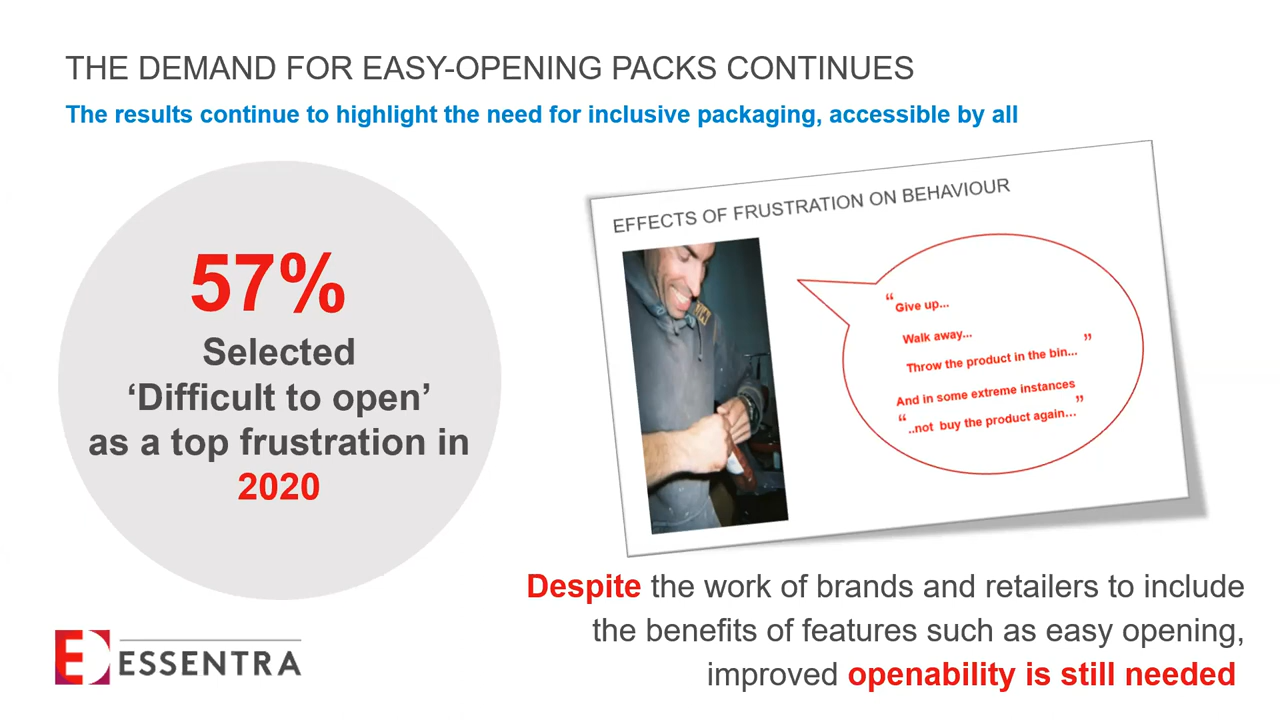 THE DEMAND FOR EASY-OPENING PACKS CONTINUES
The results continue to highlight the need for inclusive packaging, accessible by all
57%
Selected
‘Difficult to open’
as a top frustration in
2020
EFFECTS OF FRUSTRATION ON BEHAVIOUR
“Give up...
Walk away...
Throw the product in the bin... ”
And in some extreme instances
“..not buy the product again...”
Despite the work of brands and retailers to include
the benefits of features such as easy opening,
improved openability is still needed
ESSENTRA